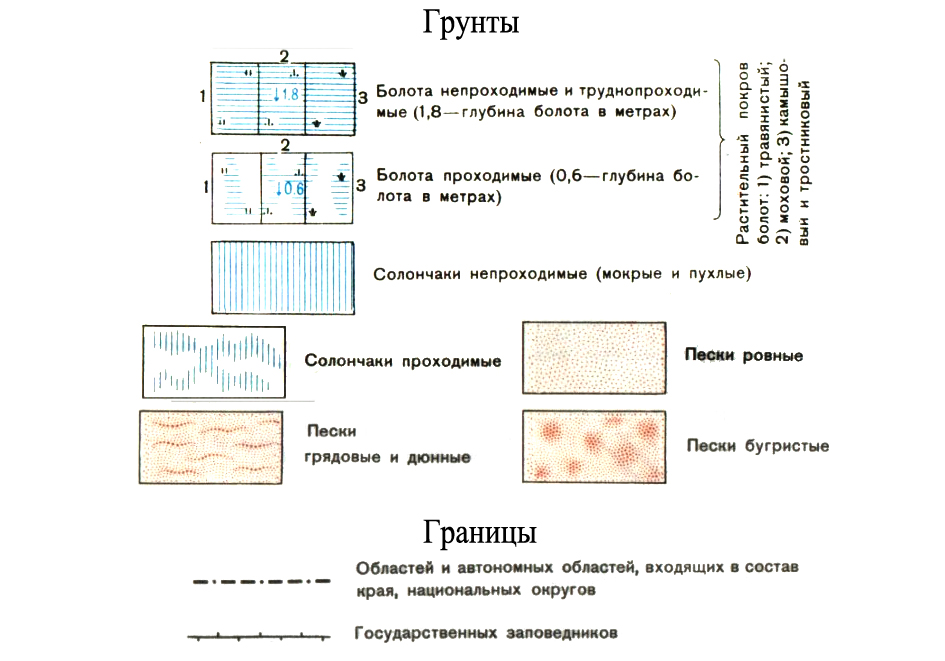 Грунты
2
1
↓1.8
3
Болота непроходимые и труднопроходи-
мые (1,8—глубина болота в метрах)
2
1
↓0.6
3
Болота проходимые (0,6—глубина бо-
лота в метрах)
Растительный покров
болот: 1) травянистый;
2) моховой; 3) камышо-
вый и тростниковый
Солончаки непроходимые (мокрые и пухлые)
Солончаки проходимые
Пески ровные
Пески
грядовые и дюнные
Пески бугристые
Границы
Областей и автономных областей, входящих в состав
края, национальных округов
Государственных заповедников